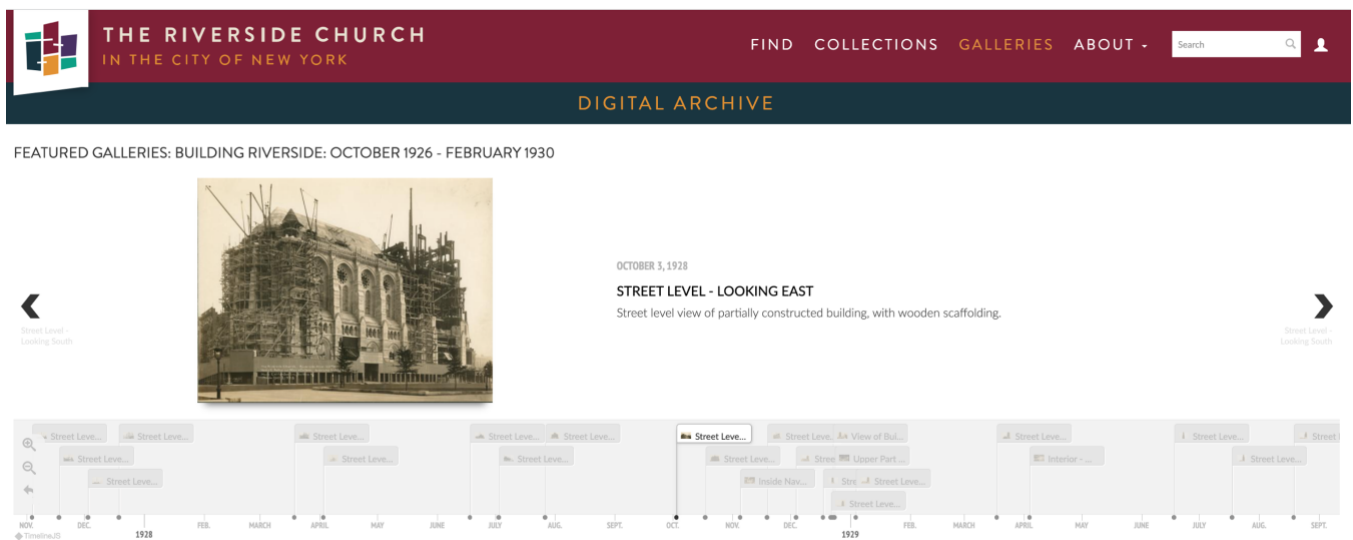 THE RIVERSIDE CHURCH
IN THE CITY OF NEW YORK
FIND COLLECTIONS GALLERIES ABOUT
Search
DIGITAL ARCHIVE
FEATURED GALLERIES: BUILDING RIVERSIDE: OCTOBER 1926 - FEBRUARY 1930
OCTOBER 3, 1928
STREET LEVEL - LOOKING EAST
Street level view of partially constructed building, with wooden scaffolding.
Street Level -
Looking South
Street Level -
Looking South
Street Leve... Street Leve... Street Leve... Street Leve... Street Leve... Street Leve... Street Leve.. View of Bui... Street Leve... Street Leve... Street l
Street Leve... Street Leve... Street Leve... Street Leve... Stree Upper Part ... Interior - ... Street Leve...
Street Leve... Inside Nav... Stre Street Leve...
Street Leve...
NOV. DEC. FEB. MARCH APRIL MAY JUNE JULY AUG. SEPT. OCT. NOV. DEC. FEB. MARCH APRIL MAY JUNE JULY AUG. SEPT.
TimelineJS 1928 1929